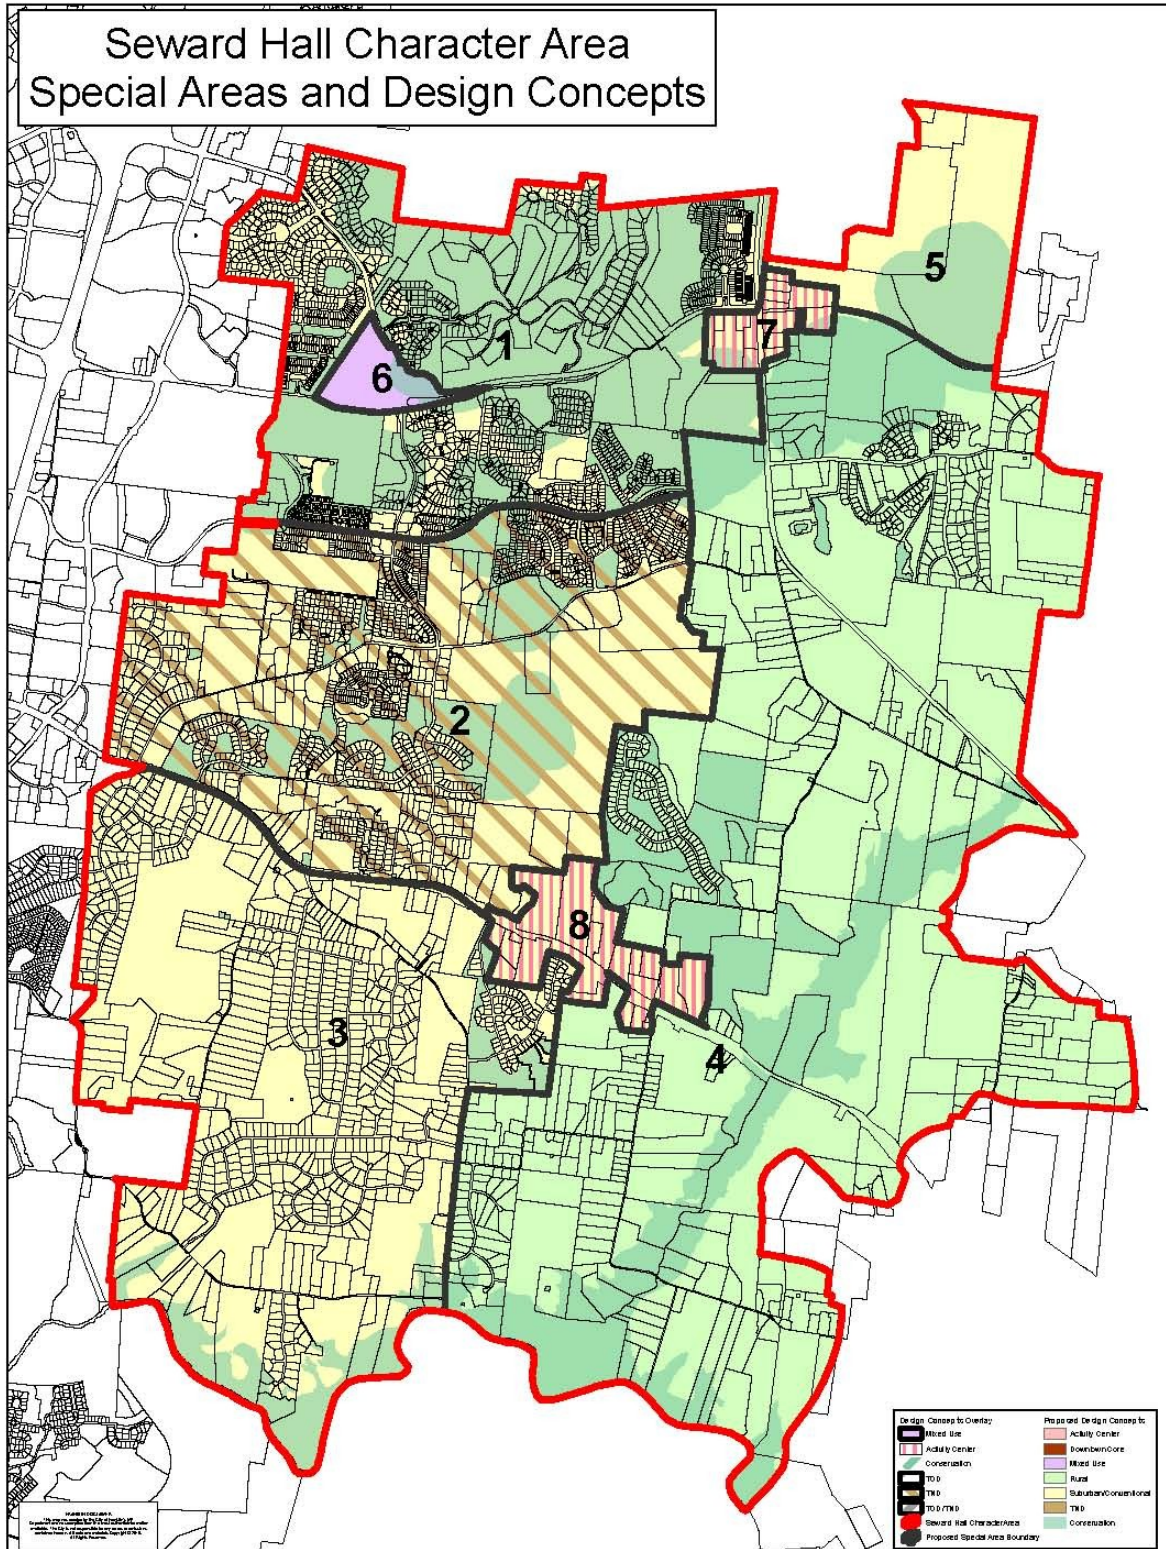 Seward Hall Character Area
Special Areas and Design Concepts
5
7
1
6
2
8
3
4
Design Concepts Overlay
Mixed Use
Activity Center
Conservation
TOD
TND
TOD/TND
Seward Hall Character Area
Proposed Special Area Boundary
Proposed Design Concepts
Activity Center
Downtown Core
Mixed Use
Rural
Suburban/Conventional
TND
Conservation